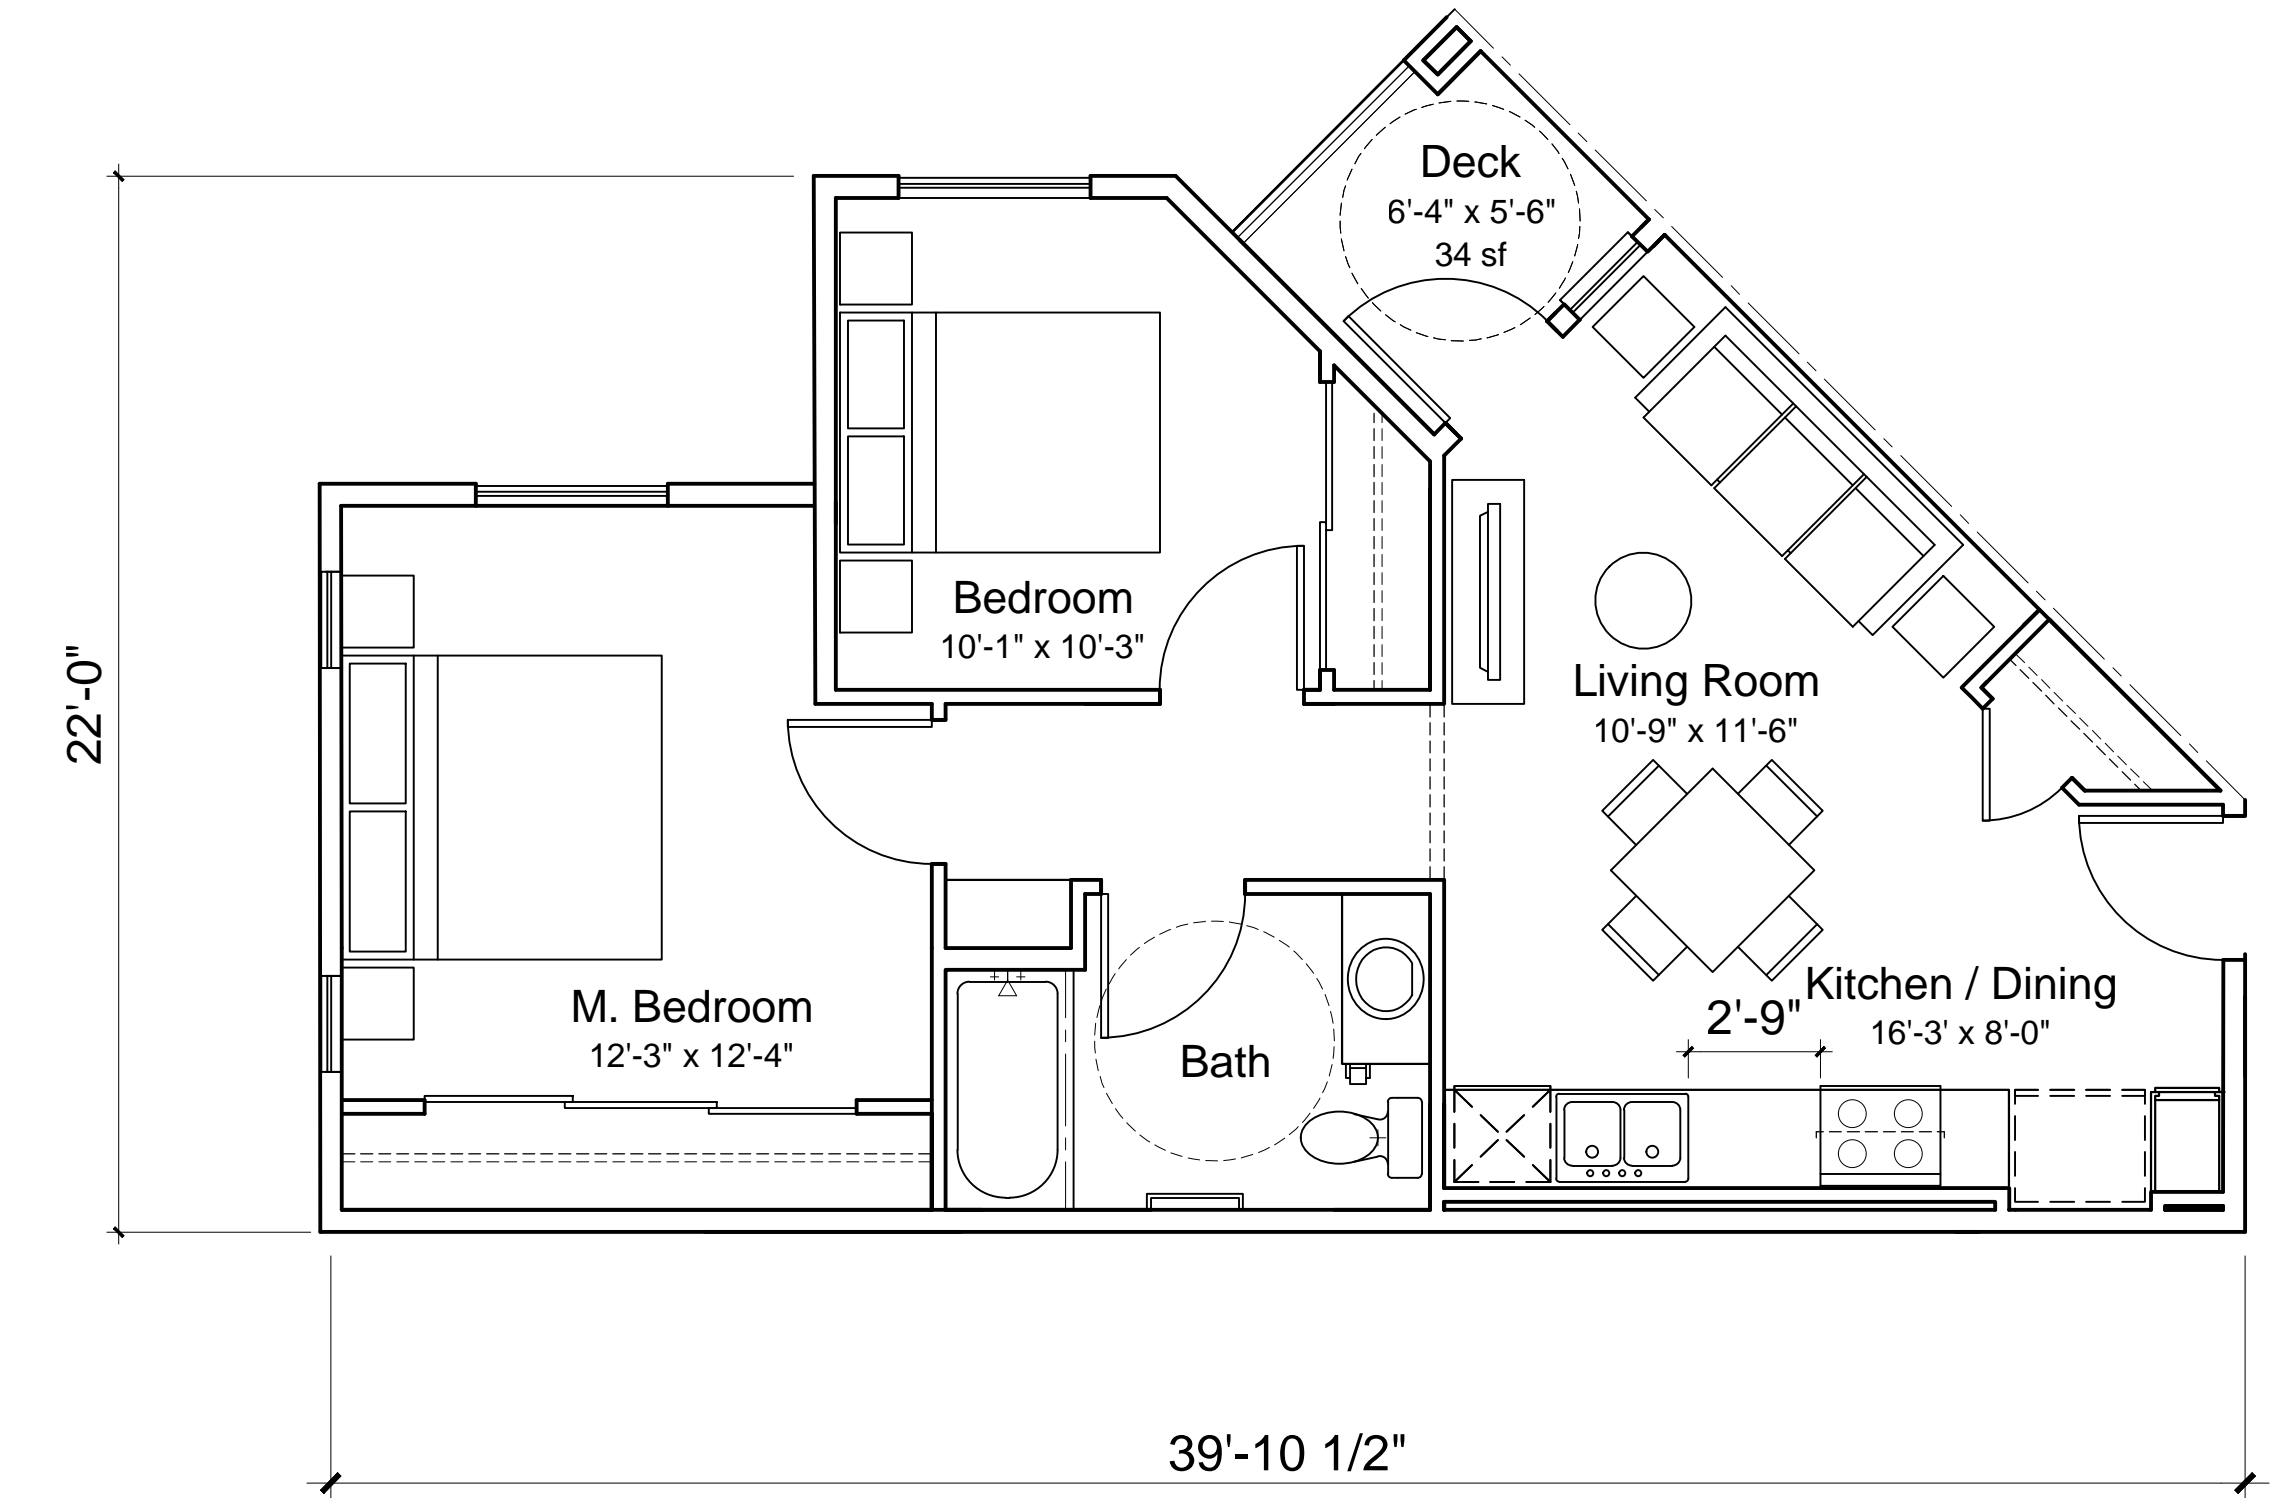 Deck
6'-4" x 5'-6"
34 sf
Bedroom
10'-1" x 10'-3"
22'-0"
Living Room
10'-9" x 11'-6"
M. Bedroom
12'-3" x 12'-4"
Bath
2'-9"
Kitchen / Dining
16'-3' x 8'-0"
39'-10 1/2"